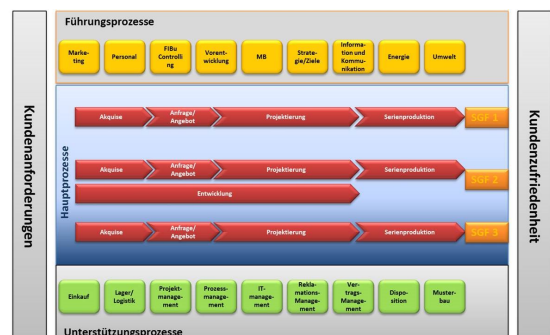 Führungsprozesse
Marke-
ting
Personal
FIBu
Controlli
ng
Vorent-
wicklung
MB
Strate-
gie/Ziele
Informa-
tion und
Kommu-
nikation
Energie
Umwelt
Kundenanforderungen
Hauptprozesse
Akquise
Anfrage/
Angebot
Projektierung
Serienproduktion
SGF 1
Akquise
Anfrage/
Angebot
Projektierung
Serienproduktion
SGF 2
Entwicklung
Akquise
Anfrage/
Angebot
Projektierung
Serienproduktion
SGF 3
Kundenzufriedenheit
Einkauf
Lager/
Logistik
Projekt-
manage-
ment
Prozess-
manage-
ment
IT-
manage-
ment
Rekla-
mations-
Manage-
ment
Ver-
trags-
Manage-
ment
Dispo-
sition
Muster-
bau
Unterstützungsprozesse